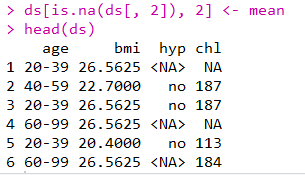 > ds[is.na(ds[, 2]), 2] <- mean
> head(ds)
age bmi hyp chl
1 20-39 26.5625 <NA> NA
2 40-59 22.7000 no 187
3 20-39 26.5625 no 187
4 60-99 26.5625 <NA> NA
5 20-39 20.4000 no 113
6 60-99 26.5625 <NA> 184